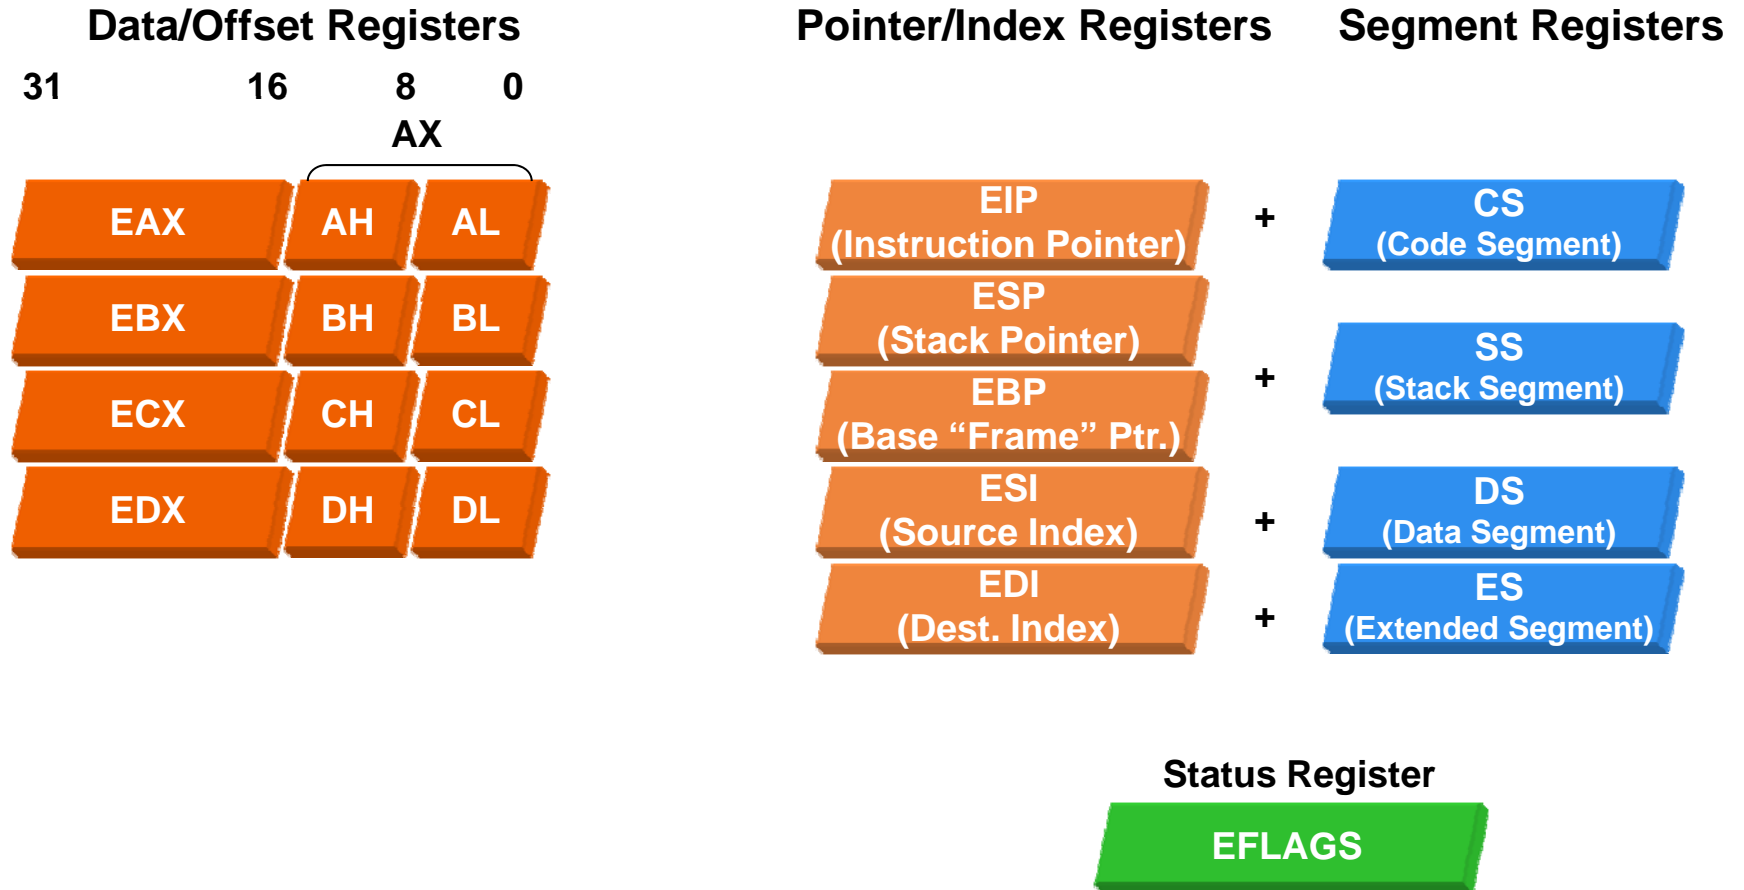 Data/Offset Registers
31 16 8 0
AX
EAX AH AL
EBX BH BL
ECX CH CL
EDX DH DL
Pointer/Index Registers Segment Registers
EIP
(Instruction Pointer)
+
CS
(Code Segment)
ESP
(Stack Pointer)
EBP
(Base “Frame” Ptr.)
+
SS
(Stack Segment)
ESI
(Source Index)
+
DS
(Data Segment)
EDI
(Dest. Index)
+
ES
(Extended Segment)
Status Register
EFLAGS